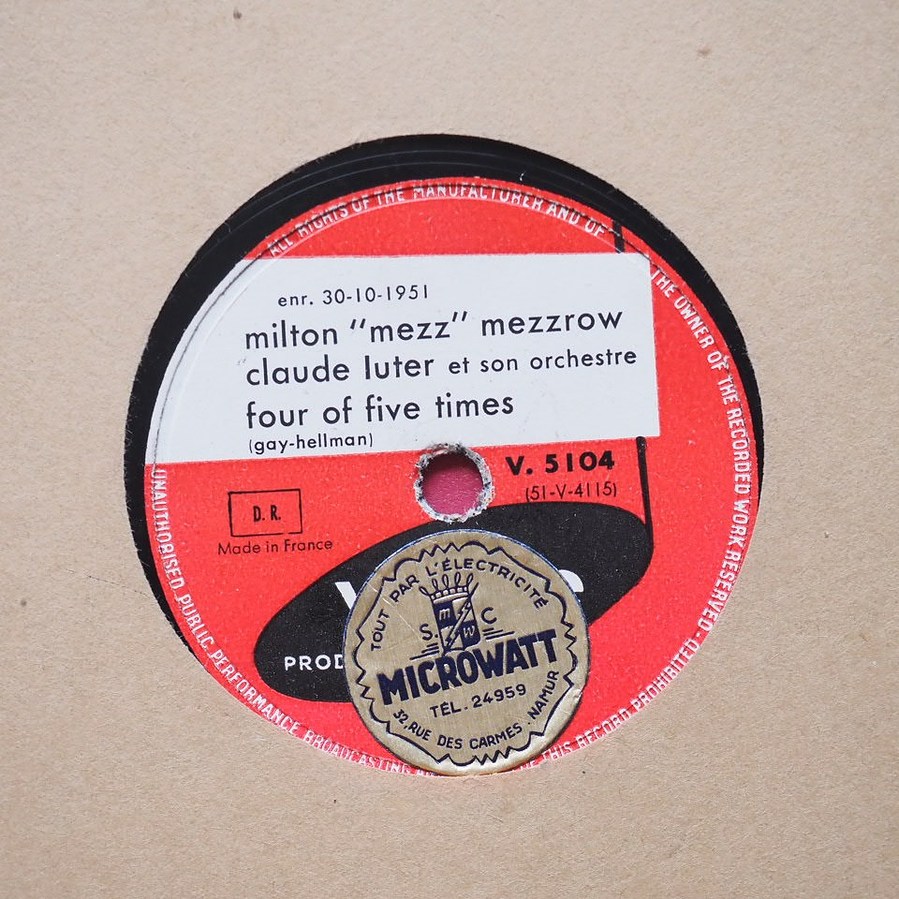 ALL RIGHTS OF THE MANUFACTURER AND OF THE OWNER OF THE RECORDED WORK RESERVED -
enr. 30-10-1951
milton "mezz" mezzrow
claude luter et son orchestre
four of five times
(gay-hellman)
V. 5104
(51-V-4115)
D. R.
Made in France
PROD
TOUT PAR L'ÉLECTRICITÉ
mw
S. C
MICROWATT
TÉL. 24959
32, RUE DES CARMES - NAMUR
UNAUTHORISED PUBLIC PERFORMANCE BROADCASTING
THIS RECORD PROHIBITED -